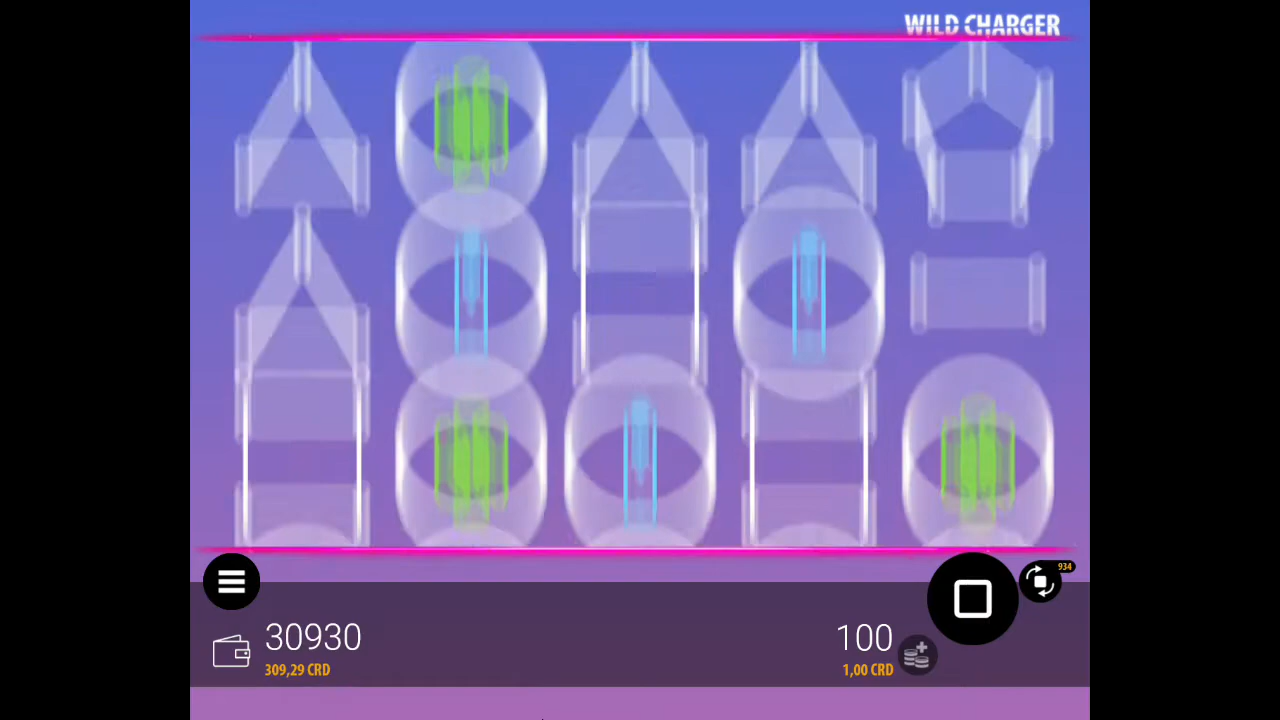 WILD CHARGER
934
30930
309,29 CRD
100
1,00 CRD